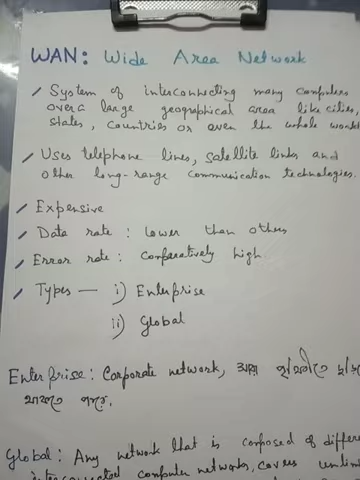 WAN: Wide Area Network
System of interconnecting many computers
over a large geographical area like cities,
states, countries or even the whole world
Uses telephone lines, satellite links and
other long-range communication technologies.
Expensive
Data rate: lower than others
Error rate: Comparatively high
Types — i) Enterprise
ii) Global
Enterprise: Corporate network, সারা পৃথিবীতে
থাকতে পারে.
Global: Any network that is composed of differe
interconnected computer networks, covers unlim